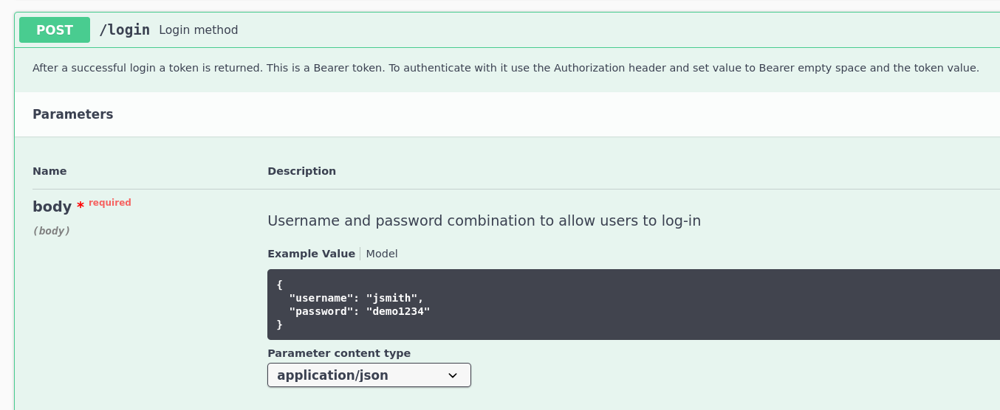 POST /login Login method
After a successful login a token is returned. This is a Bearer token. To authenticate with it use the Authorization header and set value to Bearer empty space and the token value.
Parameters
Name Description
body * required
(body)
Username and password combination to allow users to log-in
Example Value Model
{
  "username": "jsmith",
  "password": "demo1234"
}
Parameter content type
application/json